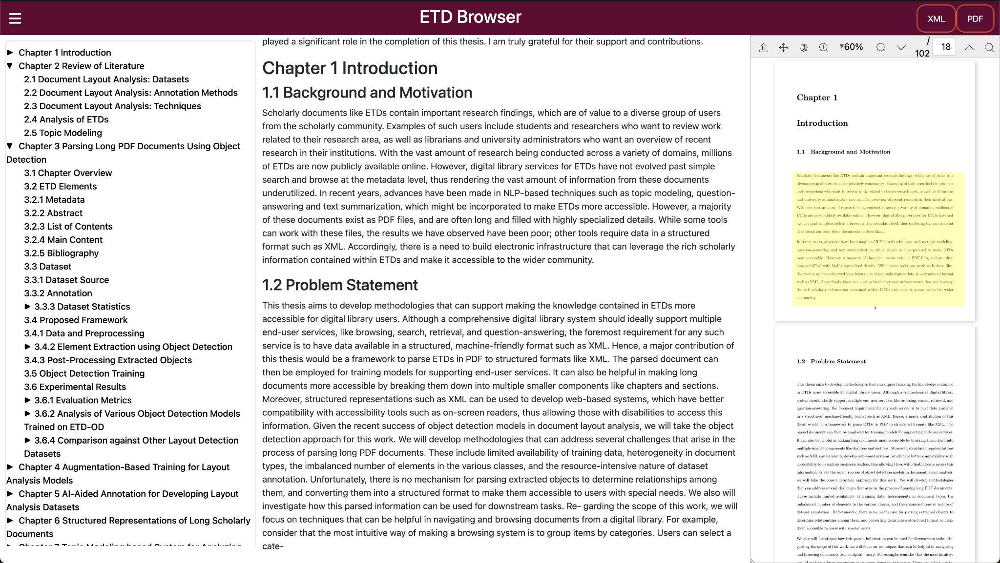 ETD Browser
XML
PDF
Chapter 1 Introduction
Chapter 2 Review of Literature
2.1 Document Layout Analysis: Datasets
2.2 Document Layout Analysis: Annotation Methods
2.3 Document Layout Analysis: Techniques
2.4 Analysis of ETDs
2.5 Topic Modeling
Chapter 3 Parsing Long PDF Documents Using Object
Detection
3.1 Chapter Overview
3.2 ETD Elements
3.2.1 Metadata
3.2.2 Abstract
3.2.3 List of Contents
3.2.4 Main Content
3.2.5 Bibliography
3.3 Dataset
3.3.1 Dataset Source
3.3.2 Annotation
3.3.3 Dataset Statistics
3.4 Proposed Framework
3.4.1 Data and Preprocessing
3.4.2 Element Extraction using Object Detection
3.4.3 Post-Processing Extracted Objects
3.5 Object Detection Training
3.6 Experimental Results
3.6.1 Evaluation Metrics
3.6.2 Analysis of Various Object Detection Models
Trained on ETD-OD
3.6.4 Comparison against Other Layout Detection
Datasets
Chapter 4 Augmentation-Based Training for Layout
Analysis Models
Chapter 5 AI-Aided Annotation for Developing Layout
Analysis Datasets
Chapter 6 Structured Representations of Long Scholarly
Documents
Chapter 7 Topic Modeling-based System for Analyzing
played a significant role in the completion of this thesis. I am truly grateful for their support and contributions.
Chapter 1 Introduction
1.1 Background and Motivation
Scholarly documents like ETDs contain important research findings, which are of value to a diverse group of users
from the scholarly community. Examples of such users include students and researchers who want to review work
related to their research area, as well as librarians and university administrators who want an overview of recent
research in their institutions. With the vast amount of research being conducted across a variety of domains, millions
of ETDs are now publicly available online. However, digital library services for ETDs have not evolved past simple
search and browse at the metadata level, thus rendering the vast amount of information from these documents
underutilized. In recent years, advances have been made in NLP-based techniques such as topic modeling, question-
answering and text summarization, which might be incorporated to make ETDs more accessible. However, a majority
of these documents exist as PDF files, and are often long and filled with highly specialized details. While some tools
can work with these files, the results we have observed have been poor; other tools require data in a structured
format such as XML. Accordingly, there is a need to build electronic infrastructure that can leverage the rich scholarly
information contained within ETDs and make it accessible to the wider community.
1.2 Problem Statement
This thesis aims to develop methodologies that can support making the knowledge contained in ETDs more
accessible for digital library users. Although a comprehensive digital library system should ideally support multiple
end-user services, like browsing, search, retrieval, and question-answering, the foremost requirement for any such
service is to have data available in a structured, machine-friendly format such as XML. Hence, a major contribution of
this thesis would be a framework to parse ETDs in PDF to structured formats like XML. The parsed document can
then be employed for training models for supporting end-user services. It can also be helpful in making long
documents more accessible by breaking them down into multiple smaller components like chapters and sections.
Moreover, structured representations such as XML can be used to develop web-based systems, which have better
compatibility with accessibility tools such as on-screen readers, thus allowing those with disabilities to access this
information. Given the recent success of object detection models in document layout analysis, we will take the object
detection approach for this work. We will develop methodologies that can address several challenges that arise in the
process of parsing long PDF documents. These include limited availability of training data, heterogeneity in document
types, the imbalanced number of elements in the various classes, and the resource-intensive nature of dataset
annotation. Unfortunately, there is no mechanism for parsing extracted objects to determine relationships among
them, and converting them into a structured format to make them accessible to users with special needs. We also will
investigate how this parsed information can be used for downstream tasks. Re- garding the scope of this work, we will
focus on techniques that can be helpful in navigating and browsing documents from a digital library. For example,
consider that the most intuitive way of making a browsing system is to group items by categories. Users can select a
cate-
60%
/
102
18
Chapter 1
Introduction
1.1 Background and Motivation
Scholarly documents like ETDs contain important research findings, which are of value to a
diverse group of users from the scholarly community. Examples of such users include students
and researchers who want to review work related to their research area, as well as librarians
and university administrators who want an overview of recent research in their institutions.
With the vast amount of research being conducted across a variety of domains, millions of
ETDs are now publicly available online. However, digital library services for ETDs have not
evolved past simple search and browse at the metadata level, thus rendering the vast amount
of information from these documents underutilized.
In recent years, advances have been made in NLP-based techniques such as topic modeling,
question-answering and text summarization, which might be incorporated to make ETDs
more accessible. However, a majority of these documents exist as PDF files, and are often
long and filled with highly specialized details. While some tools can work with these files,
the results we have observed have been poor; other tools require data in a structured format
such as XML. Accordingly, there is a need to build electronic infrastructure that can leverage
the rich scholarly information contained within ETDs and make it accessible to the wider
community.
2
1.2 Problem Statement
This thesis aims to develop methodologies that can support making the knowledge contained
in ETDs more accessible for digital library users. Although a comprehensive digital library
system should ideally support multiple end-user services, like browsing, search, retrieval, and
question-answering, the foremost requirement for any such service is to have data available
in a structured, machine-friendly format such as XML. Hence, a major contribution of this
thesis would be a framework to parse ETDs in PDF to structured formats like XML. The
parsed document can then be employed for training models for supporting end-user services.
It can also be helpful in making long documents more accessible by breaking them down into
multiple smaller components like chapters and sections. Moreover, structured representations
such as XML can be used to develop web-based systems, which have better compatibility with
accessibility tools such as on-screen readers, thus allowing those with disabilities to access this
information. Given the recent success of object detection models in document layout analysis,
we will take the object detection approach for this work. We will develop methodologies
that can address several challenges that arise in the process of parsing long PDF documents.
These include limited availability of training data, heterogeneity in document types, the
imbalanced number of elements in the various classes, and the resource-intensive nature of
dataset annotation. Unfortunately, there is no mechanism for parsing extracted objects to
determine relationships among them, and converting them into a structured format to make
them accessible to users with special needs.
We also will investigate how this parsed information can be used for downstream tasks. Re-
garding the scope of this work, we will focus on techniques that can be helpful in navigating
and browsing documents from a digital library. For example, consider that the most intuitive
way of making a browsing system is to group items by categories. Users can select a cate-